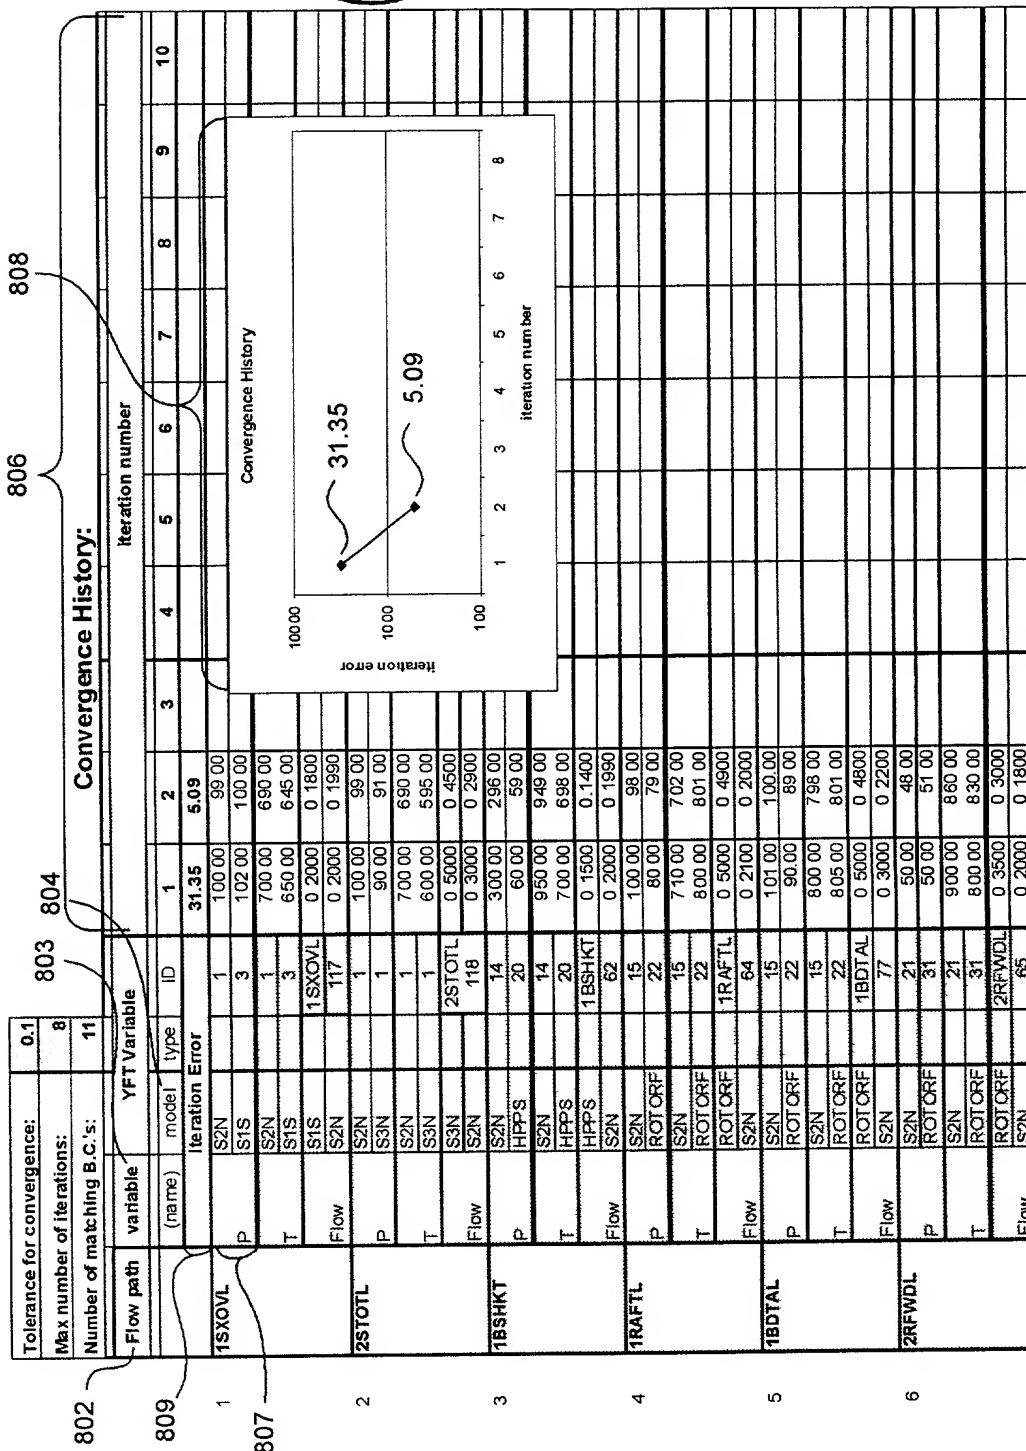 806
808
Tolerance for convergence: 0.1
Max number of iterations: 8
Number of matching B.C.'s: 11
803
804
Convergence History:
802
Flow path variable YFT Variable Iteration number
(name) model type ID 1 2 3 4 5 6 7 8 9 10
809
Iteration Error 31.35 5.09
807
1 1SXOVL S2N 1 100 00 99 00
P S1S 3 102 00 100 00
S2N 1 700 00 690 00
T S1S 3 650 00 645 00
S1S 1SXOVL 0 2000 0 1800
Flow S2N 117 0 2000 0 1990
2 2STOTL S2N 1 100 00 99 00
P S3N 1 90 00 91 00
S2N 1 700 00 690 00
T S3N 1 600 00 595 00
S3N 2STOTL 0 5000 0 4500
Flow S2N 118 0 3000 0 2900
3 1BSHKT S2N 14 300 00 296 00
P HPPS 20 60 00 59 00
S2N 14 950 00 949 00
T HPPS 20 700 00 698 00
HPPS 1BSHKT 0 1500 0.1400
Flow S2N 62 0 2000 0 1990
4 1RAFTL S2N 15 100 00 98 00
P ROTORF 22 80 00 79 00
S2N 15 710 00 702 00
T ROTORF 22 800 00 801 00
ROTORF 1RAFTL 0 5000 0 4900
Flow S2N 64 0 2100 0 2000
5 1BDTAL S2N 15 101 00 100.00
P ROTORF 22 90.00 89 00
S2N 15 800 00 798 00
T ROTORF 22 805 00 801 00
ROTORF 1BDTAL 0 5000 0 4800
Flow S2N 77 0 3000 0 2200
6 2RFWDL S2N 21 50 00 48 00
P ROTORF 31 50 00 51 00
S2N 21 900 00 860 00
T ROTORF 31 800 00 830 00
ROTORF 2RFWDL 0 3500 0 3000
Flow S2N 65 0 2000 0 1800
Convergence History
100 00
10 00
1 00
iteration error
31.35
5.09
1 2 3 4 5 6 7 8
iteration number